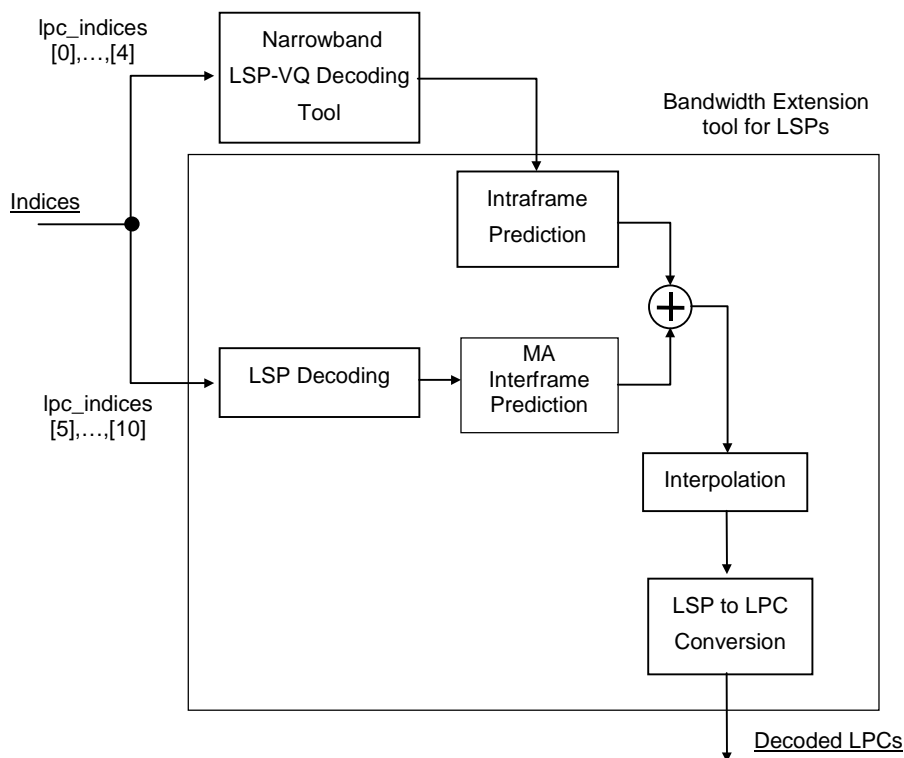 lpc_indices
[0],…,[4]
Narrowband
LSP-VQ Decoding
Tool
Bandwidth Extension
tool for LSPs
Indices
Intraframe
Prediction
LSP Decoding
MA
Interframe
Prediction
lpc_indices
[5],…,[10]
Interpolation
LSP to LPC
Conversion
Decoded LPCs